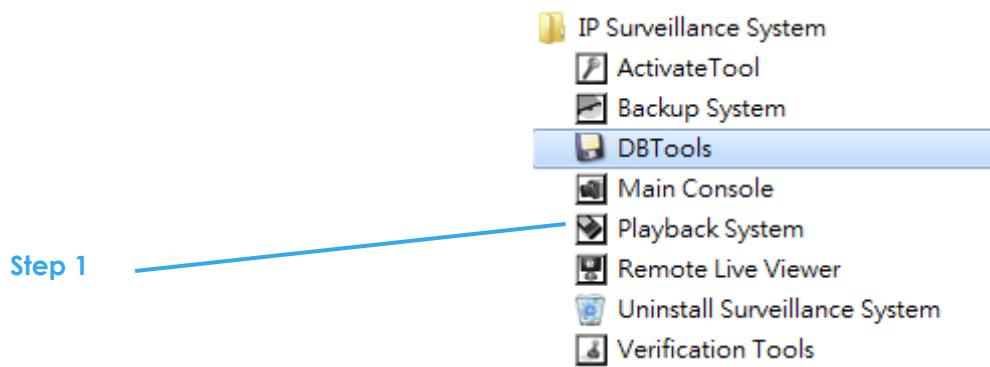 IP Surveillance System
ActivateTool
Backup System
DBTools
Main Console
Playback System
Step 1
Remote Live Viewer
Uninstall Surveillance System
Verification Tools